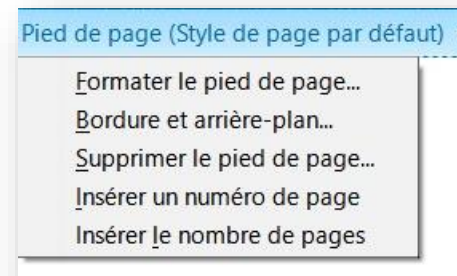 Pied de page (Style de page par défaut)
Formater le pied de page...
Bordure et arrière-plan...
Supprimer le pied de page...
Insérer un numéro de page
Insérer le nombre de pages